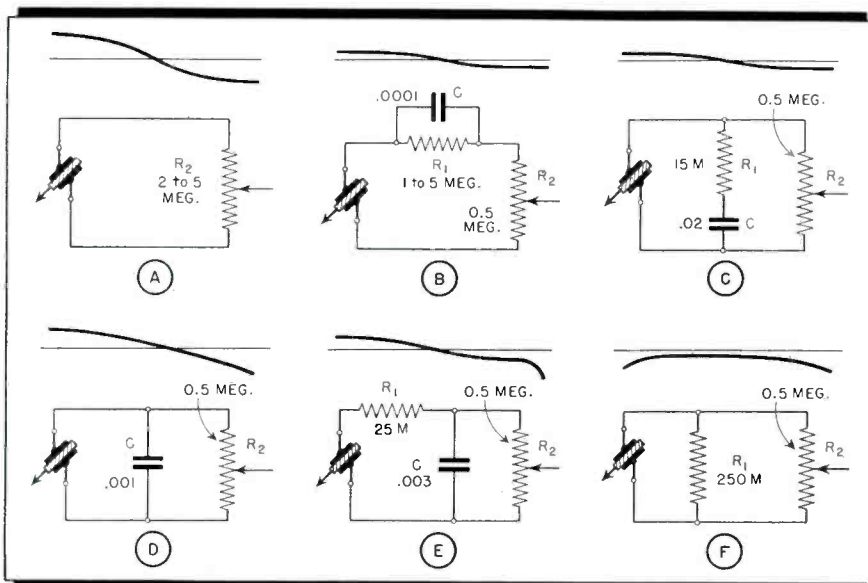 R2
2 to 5
MEG.
A
.0001
C
R1
1 to 5 MEG.
0.5
MEG.
R2
B
0.5 MEG.
15 M
R1
R2
.02
C
C
0.5 MEG.
C
.001
R2
D
R1
25 M
0.5 MEG.
C
.003
R2
E
0.5 MEG.
R1
250 M
R2
F